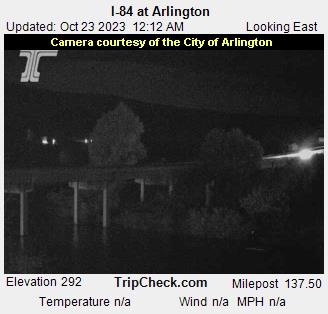 I-84 at Arlington
Updated: Oct 23 2023 12:12 AM Looking East
Camera courtesy of the City of Arlington
Elevation 292 TripCheck.com Milepost 137.50
Temperature n/a Wind n/a MPH n/a